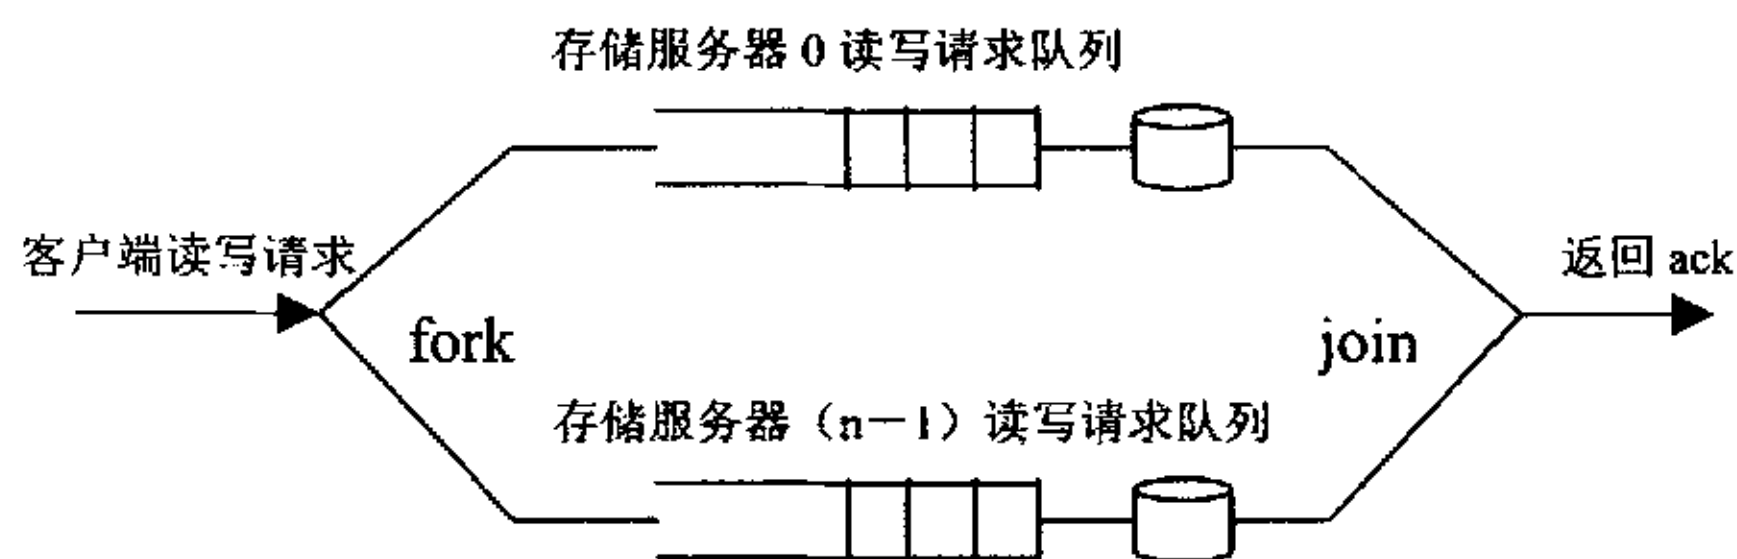 存储服务器 0 读写请求队列
客户端读写请求
返回 ack
fork
join
存储服务器（n－1）读写请求队列